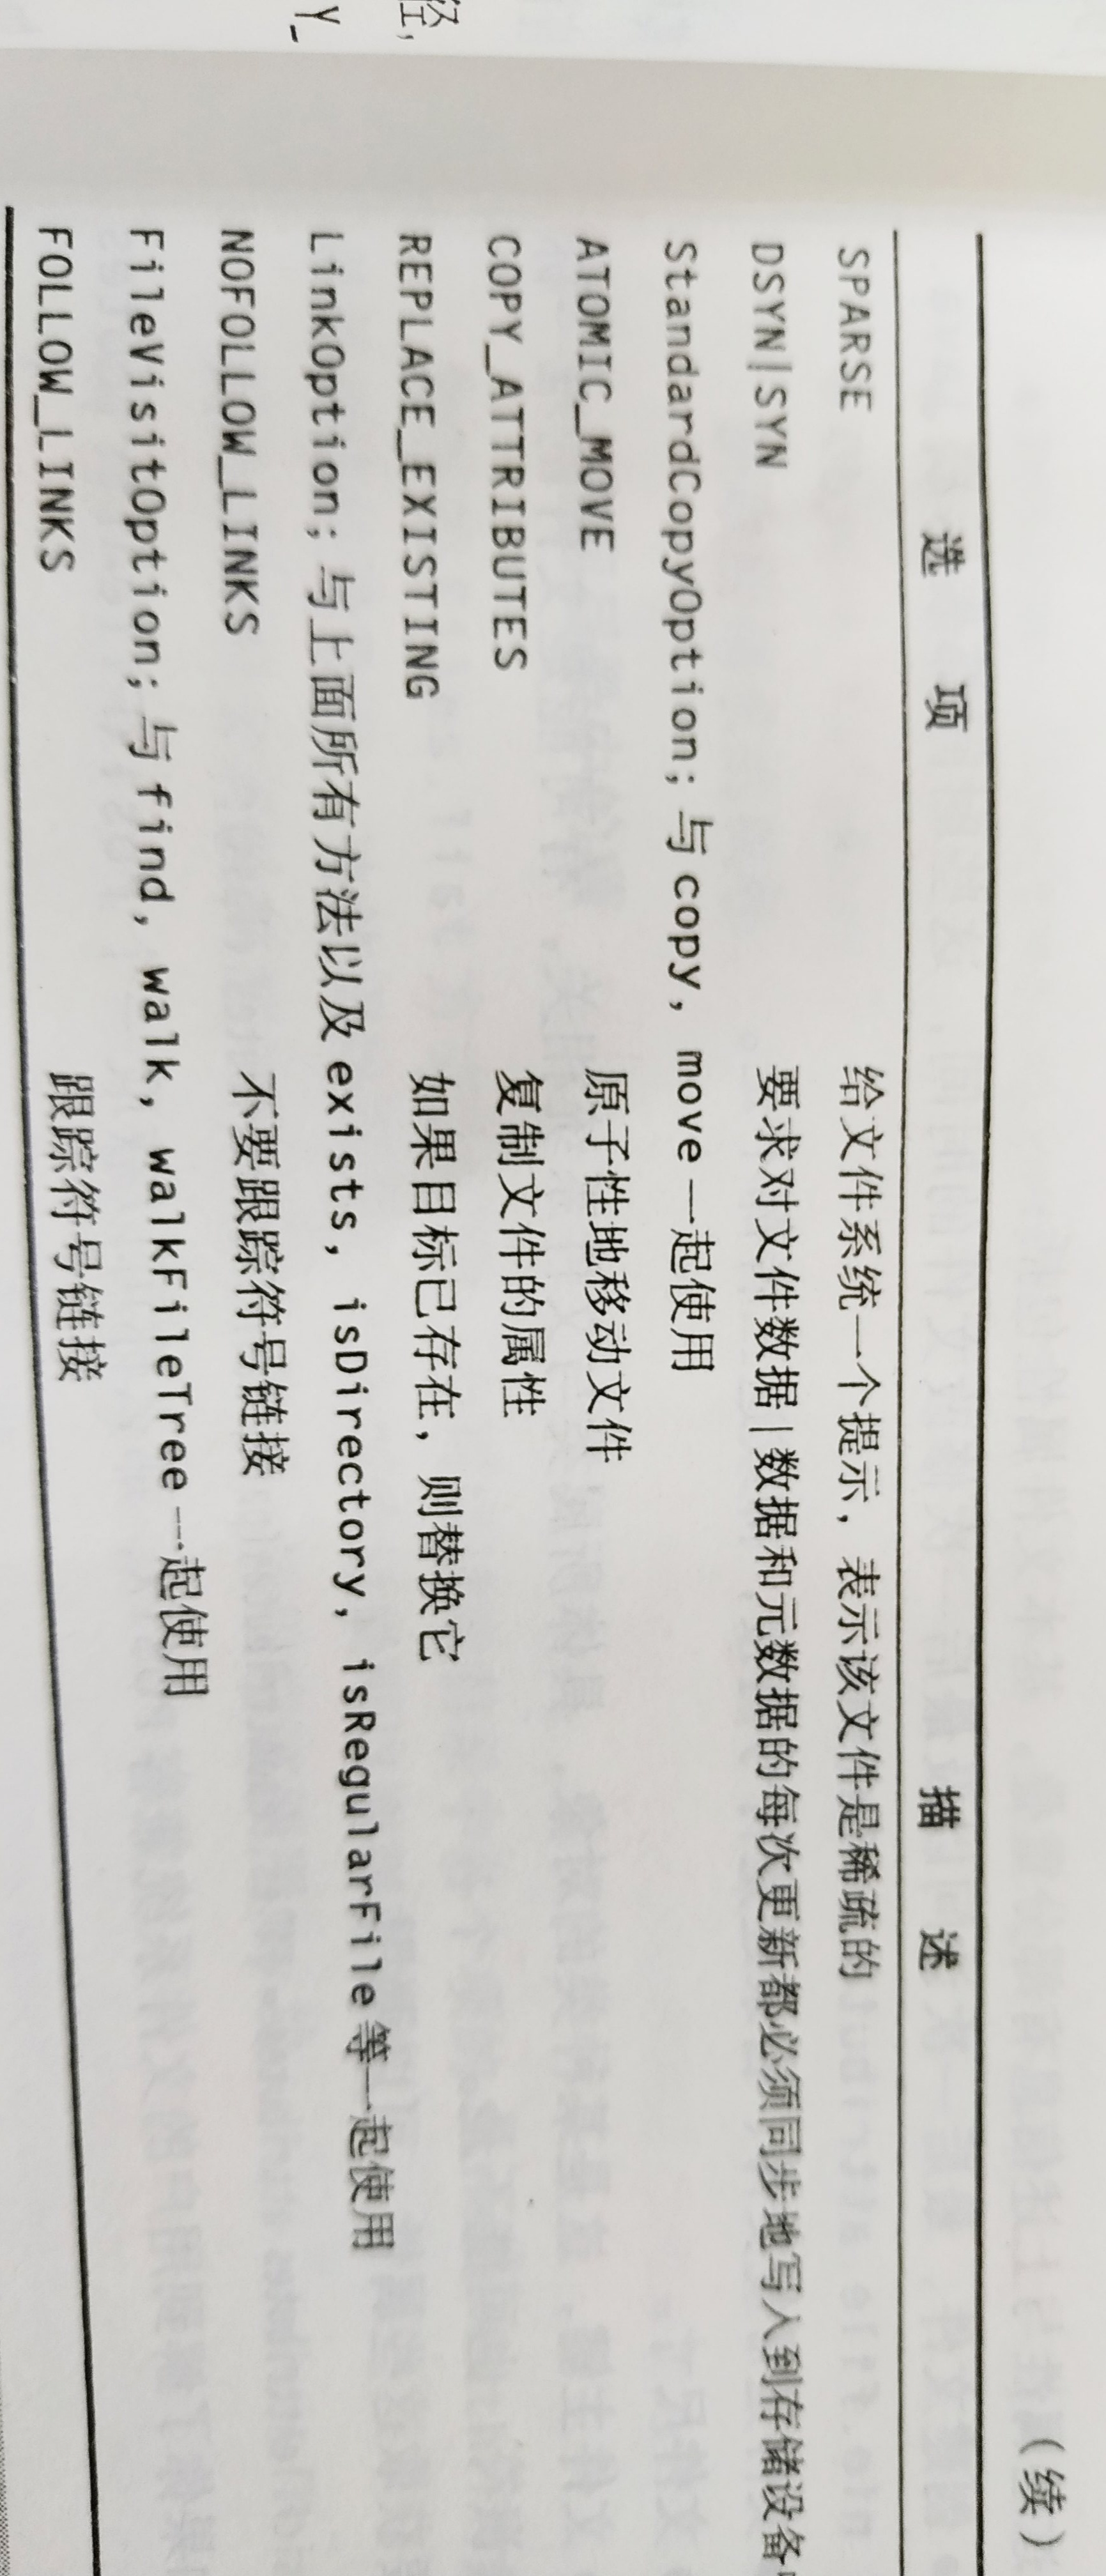 （续）
选 项 描 述
SPARSE 给文件系统一个提示，表示该文件是稀疏的
DSYN|SYN 要求对文件数据|数据和元数据的每次更新都必须同步地写入到存储设备
StandardCopyOption；与 copy，move 一起使用
ATOMIC_MOVE 原子性地移动文件
COPY_ATTRIBUTES 复制文件的属性
REPLACE_EXISTING 如果目标已存在，则替换它
LinkOption；与上面所有方法以及 exists，isDirectory，isRegularFile 等一起使用
NOFOLLOW_LINKS 不要跟踪符号链接
FileVisitOption；与 find，walk，walkFileTree 一起使用
FOLLOW_LINKS 跟踪符号链接
径，
Y_